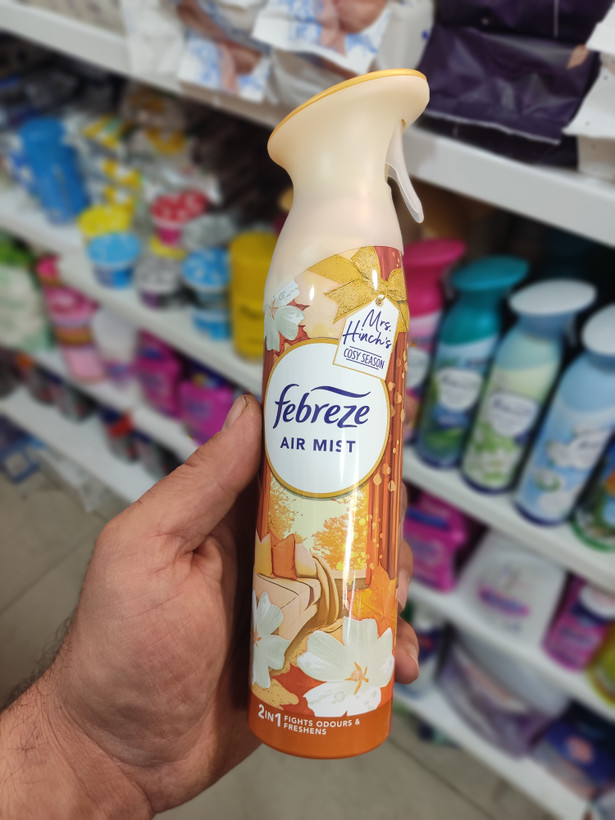 Mrs.
Hinch's
COSY SEASON
febreze
AIR MIST
2IN1 FIGHTS ODOURS &
FRESHENS